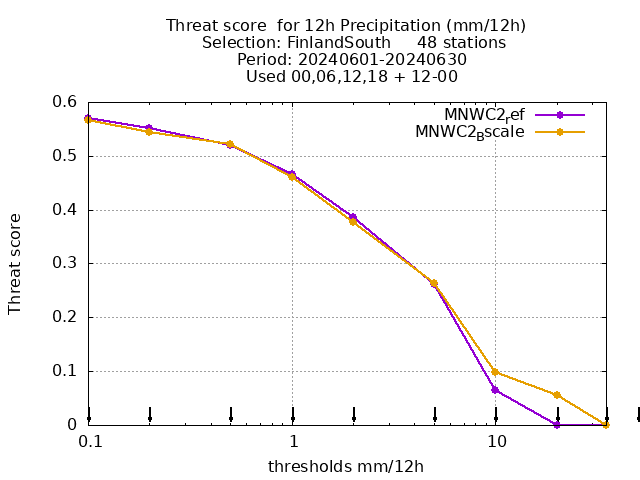 Threat score  for 12h Precipitation (mm/12h)
Selection: FinlandSouth     48 stations
Period: 20240601-20240630
Used 00,06,12,18 + 12-00
MNWC2ref
MNWC2Bscale
0.6
0.5
0.4
0.3
0.2
0.1
0
Threat score
0.1
1
10
thresholds mm/12h